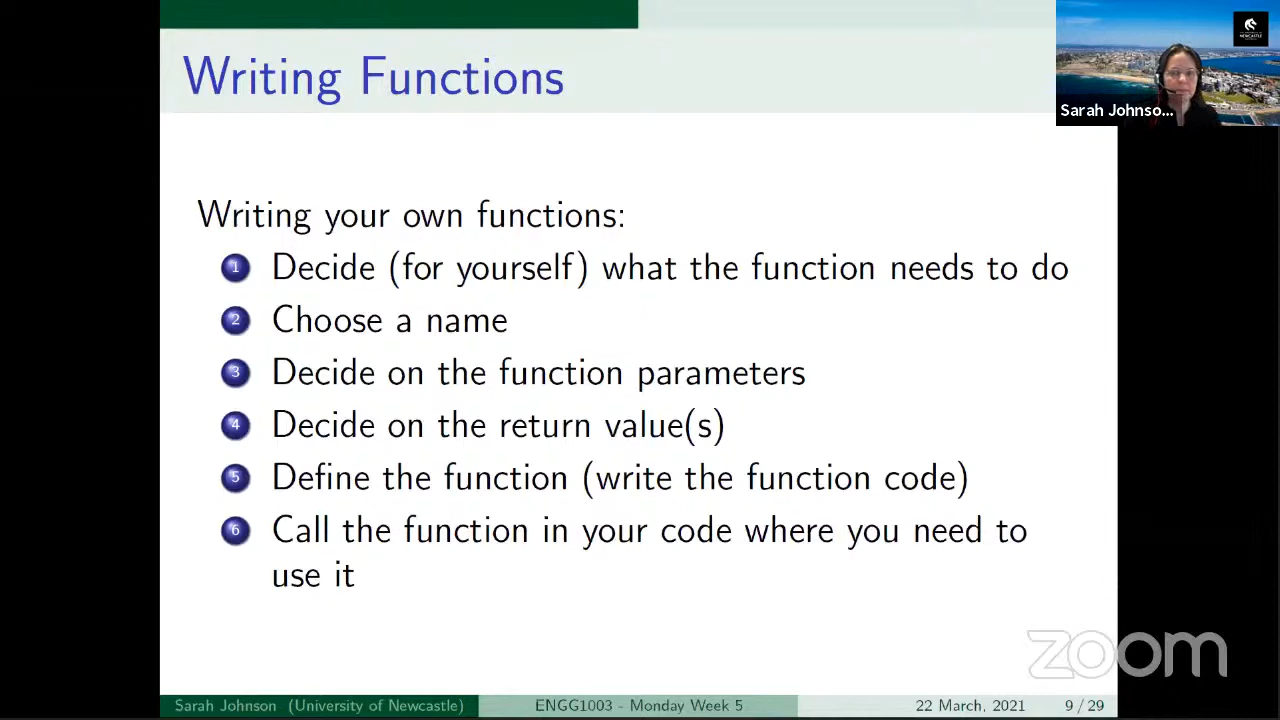 Writing Functions
Sarah Johnso...
Writing your own functions:
1 Decide (for yourself) what the function needs to do
2 Choose a name
3 Decide on the function parameters
4 Decide on the return value(s)
5 Define the function (write the function code)
6 Call the function in your code where you need to
use it
zoom
Sarah Johnson (University of Newcastle) ENGG1003 - Monday Week 5 22 March, 2021 9 / 29